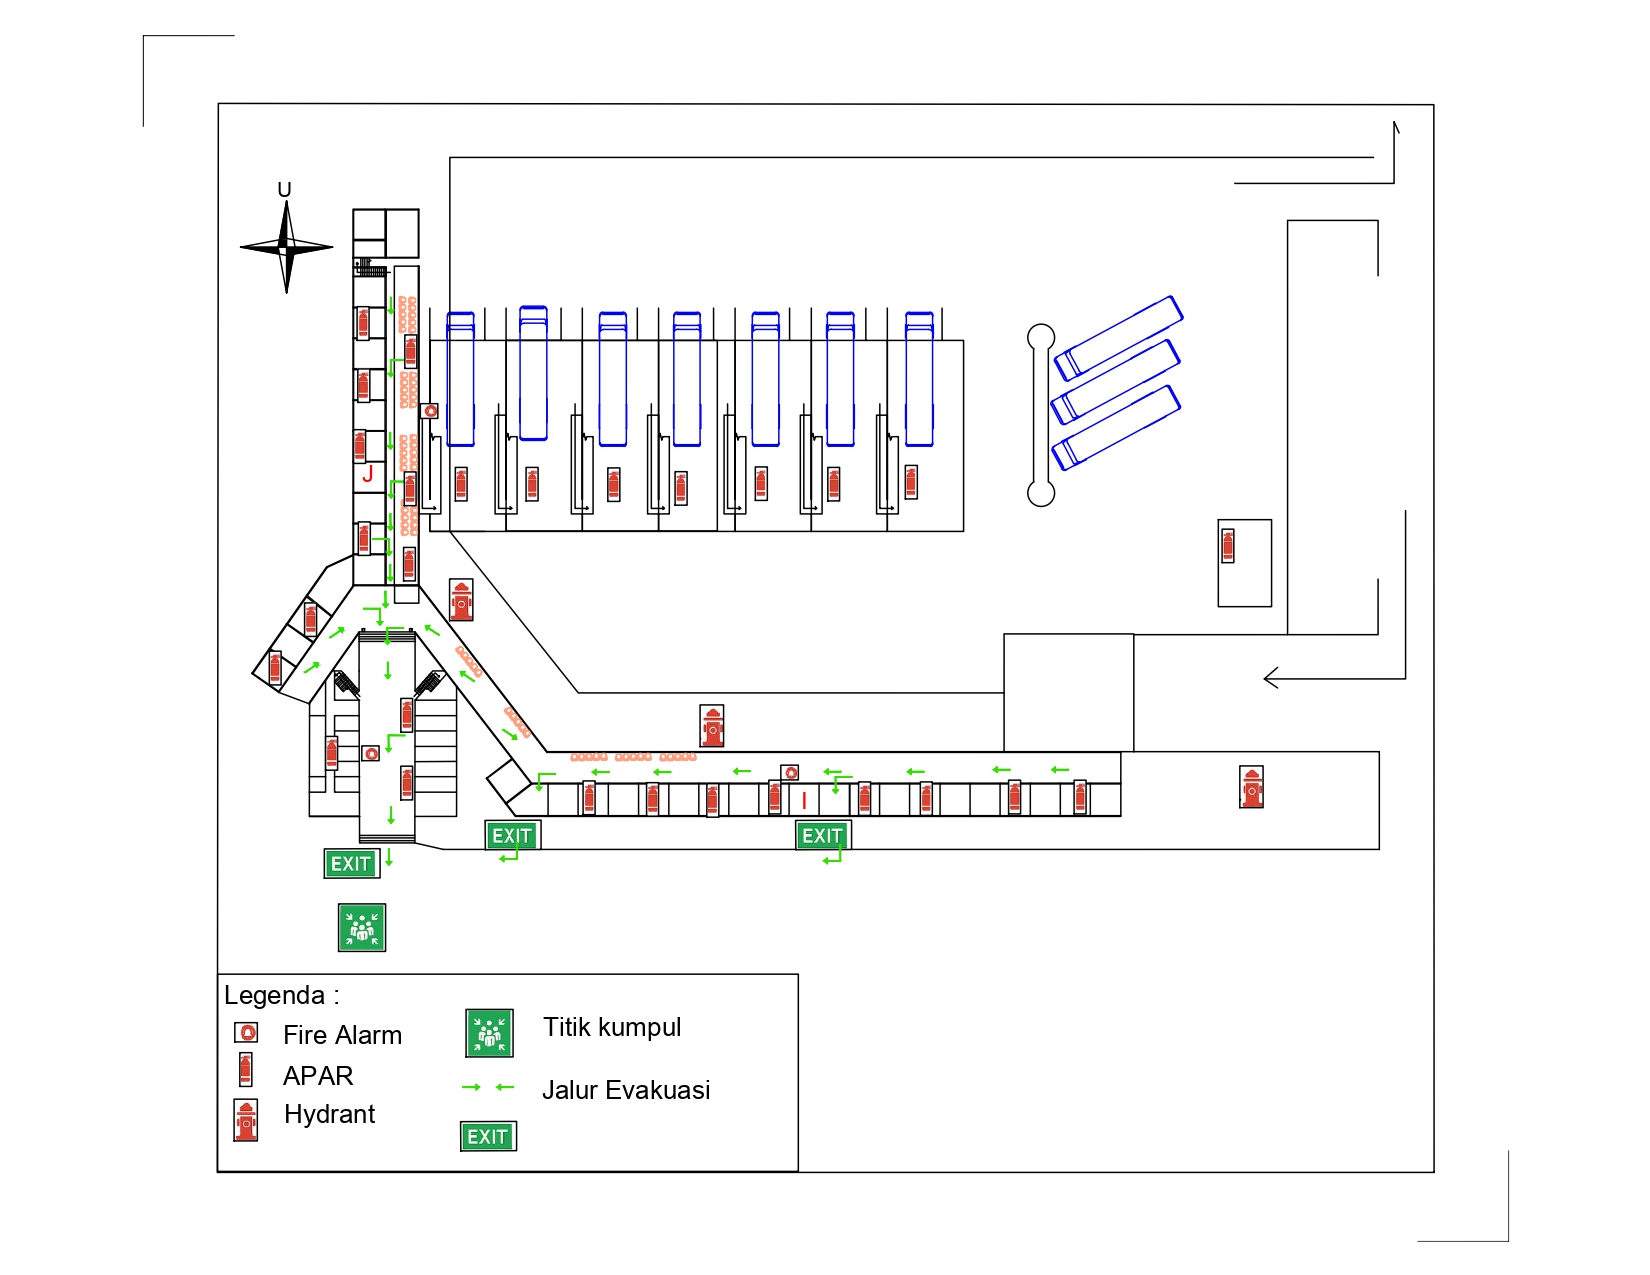 U
J
I
EXIT
EXIT
EXIT
Legenda :
Fire Alarm
APAR
Hydrant
Titik kumpul
Jalur Evakuasi
EXIT